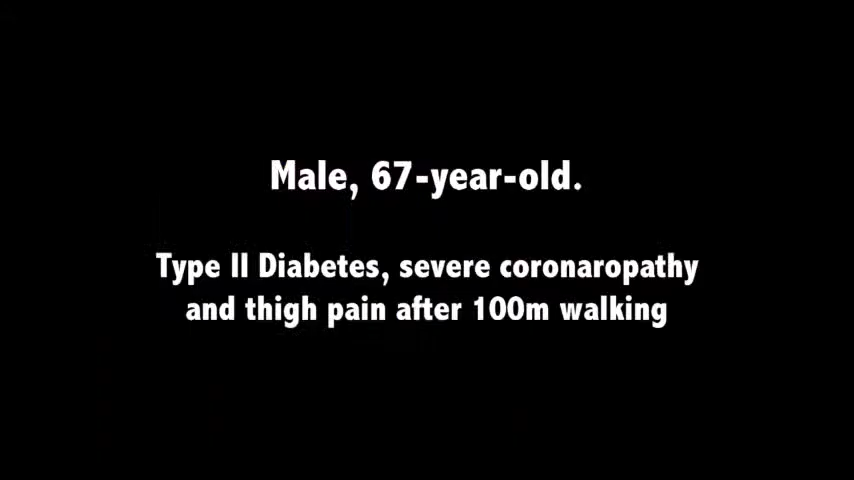 Male, 67-year-old.
Type II Diabetes, severe coronaropathy
and thigh pain after 100m walking